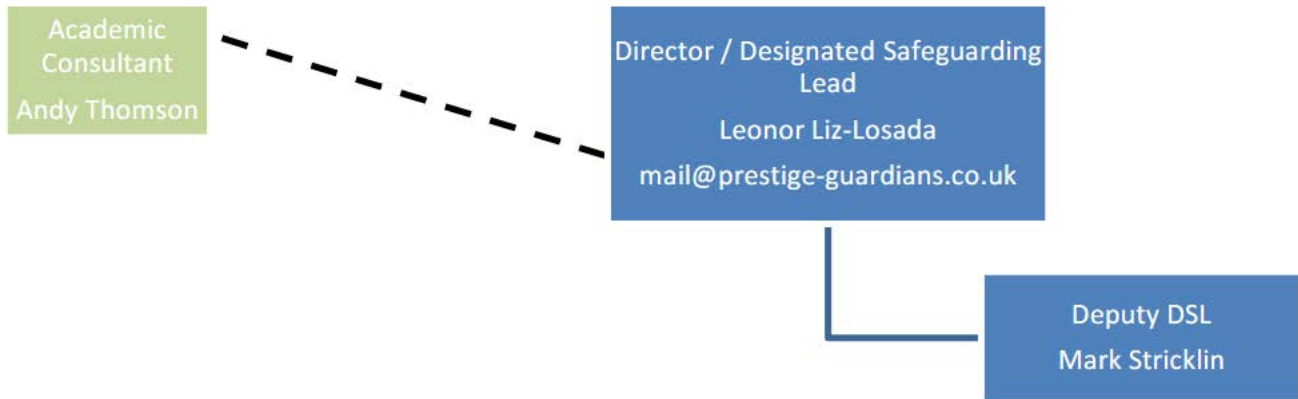 Academic
Consultant
Andy Thomson
Director / Designated Safeguarding
Lead
Leonor Liz-Losada
mail@prestige-guardians.co.uk
Deputy DSL
Mark Stricklin